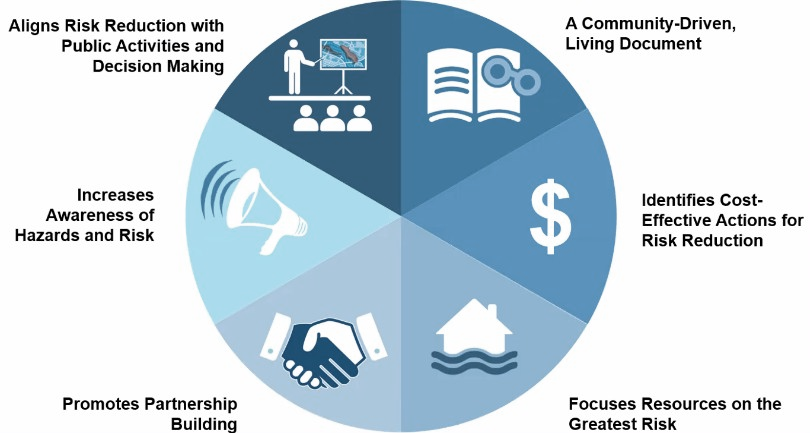 Aligns Risk Reduction with
Public Activities and
Decision Making
A Community-Driven,
Living Document
Increases
Awareness of
Hazards and Risk
$
Identifies Cost-
Effective Actions for
Risk Reduction
Promotes Partnership
Building
Focuses Resources on the
Greatest Risk